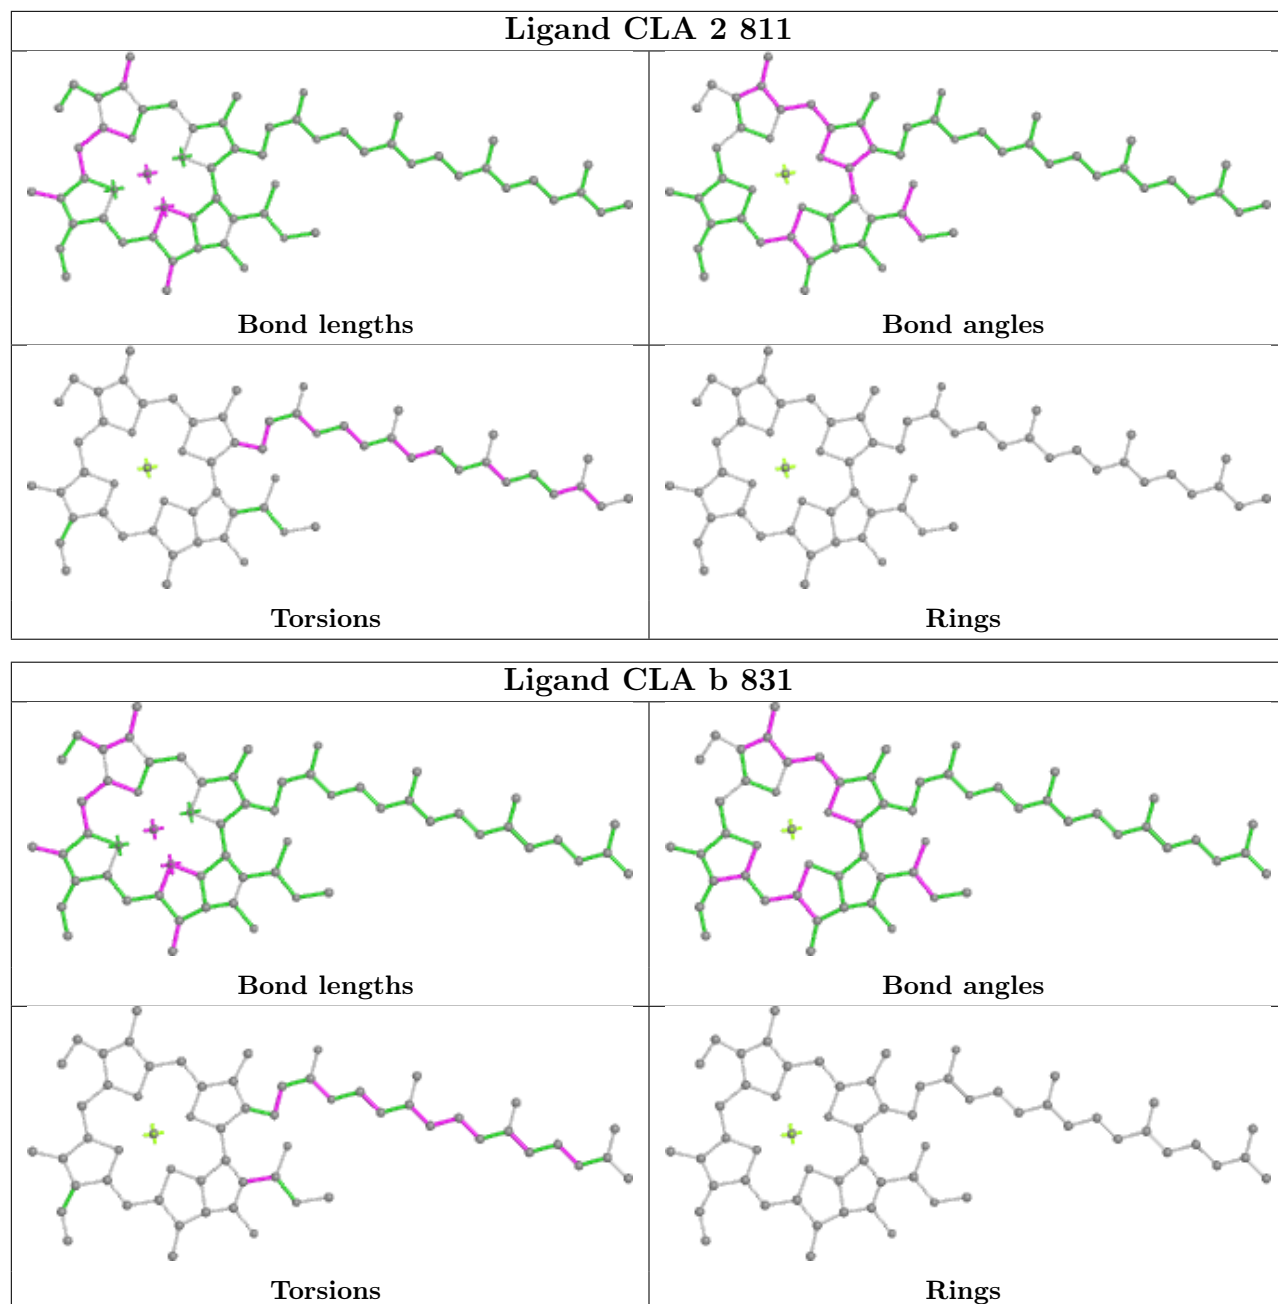 Ligand CLA 2 811
Bond lengths
Bond angles
Torsions
Rings
Ligand CLA b 831
Bond lengths
Bond angles
Torsions
Rings